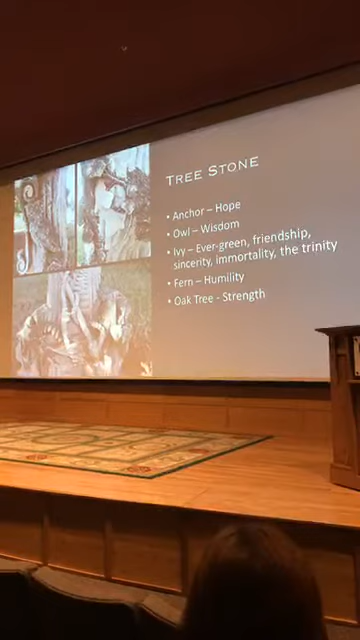 TREE STONE
• Anchor – Hope
• Owl – Wisdom
• Ivy – Ever-green, friendship,
sincerity, immortality, the trinity
• Fern – Humility
• Oak Tree - Strength